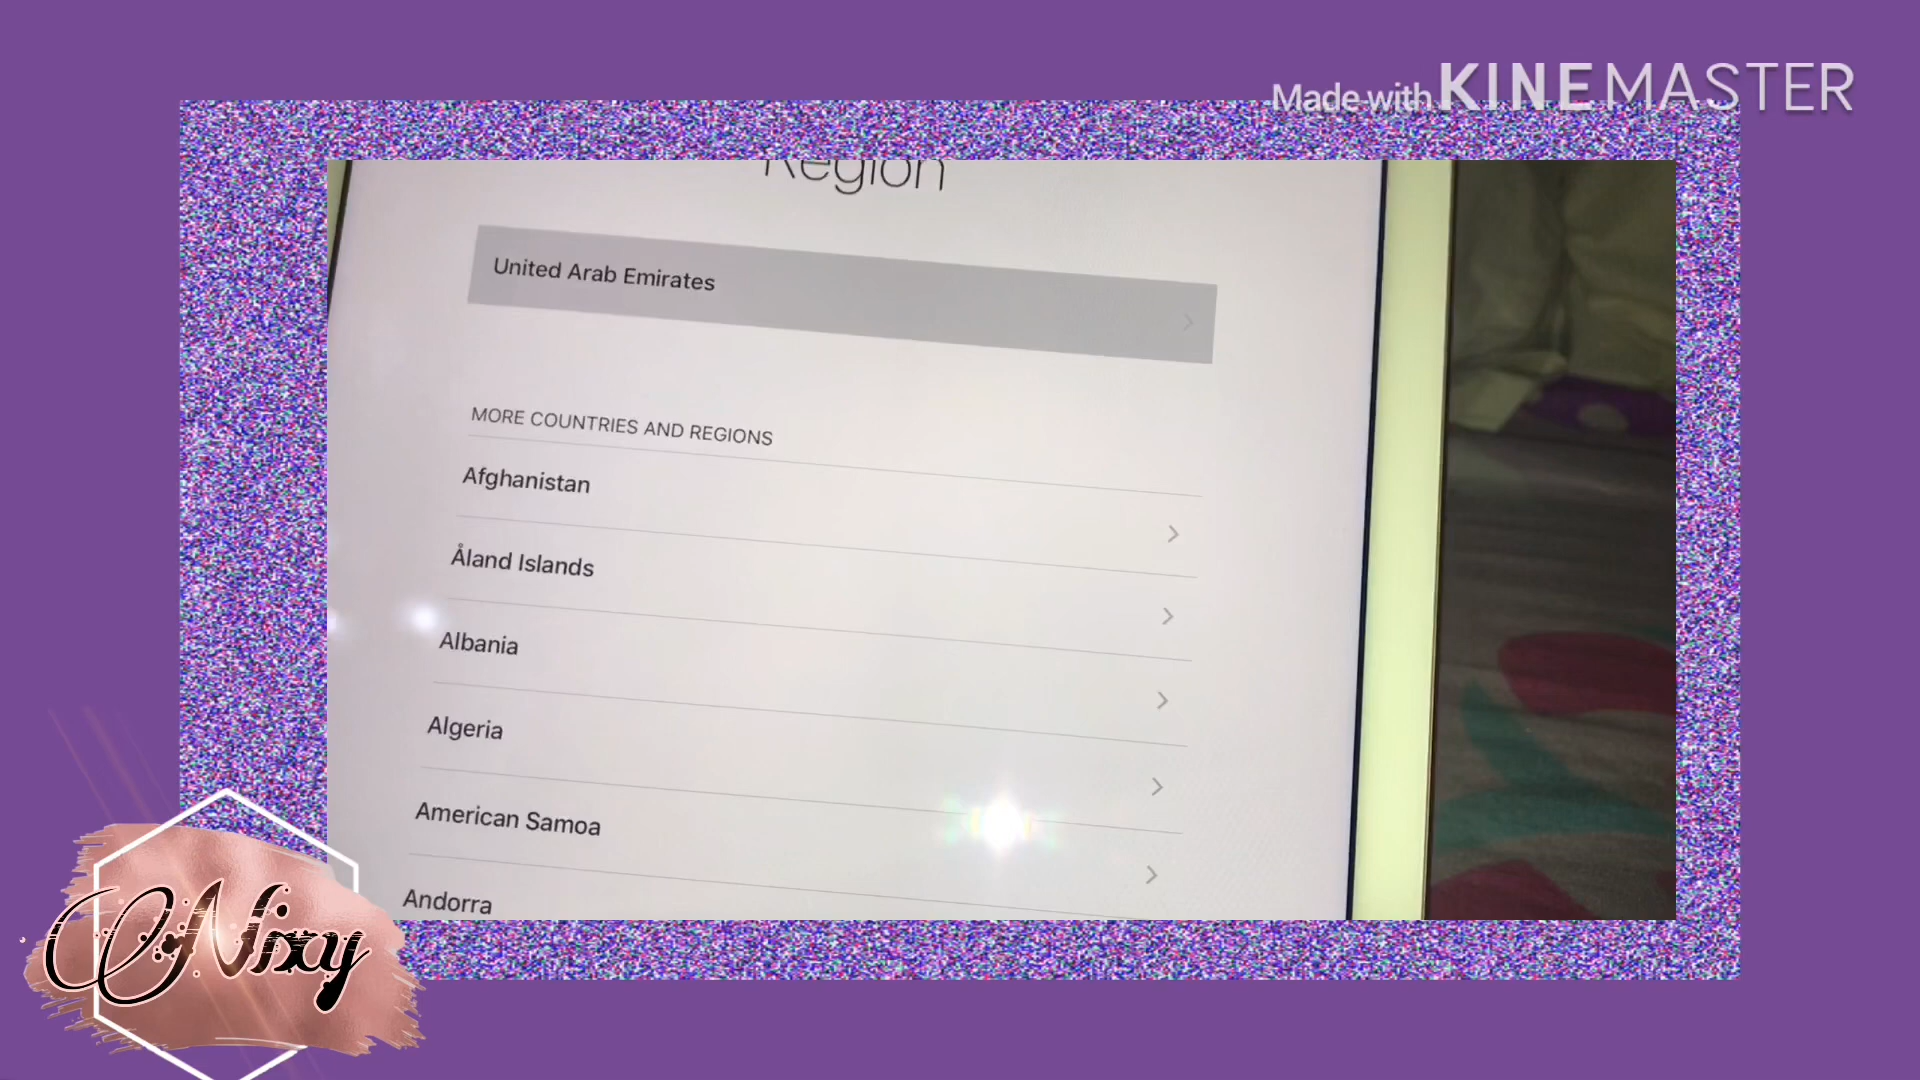 Made with KINEMASTER
Region
United Arab Emirates
MORE COUNTRIES AND REGIONS
Afghanistan
Åland Islands
Albania
Algeria
American Samoa
Andorra
Nixy